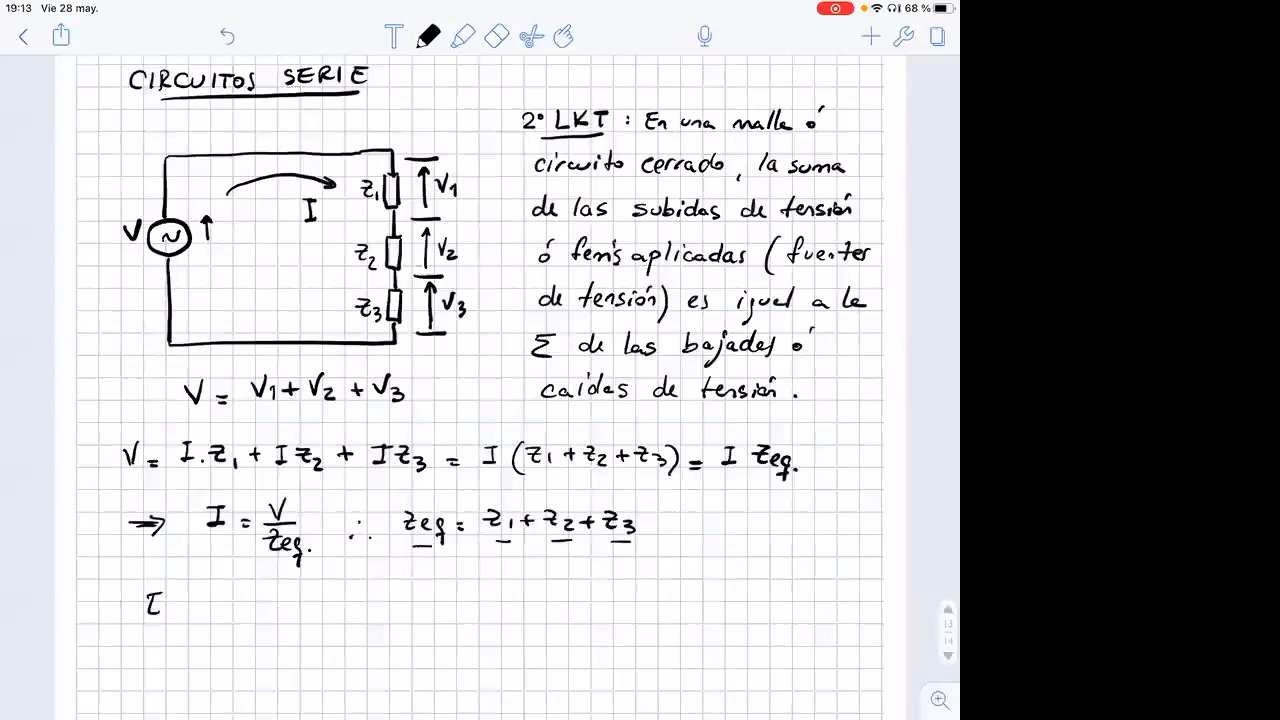 19:13 Vie 28 may.
68 %
CIRCUITOS SERIE
V
I
Z1
V1
Z2
V2
Z3
V3
2° LKT : En una malla ó
circuito cerrado, la suma
de las subidas de tensión
ó fem's aplicadas (fuentes
de tensión) es igual a la
Σ de las bajadas ó
caídas de tensión.
V = V1 + V2 + V3
V = I.Z1 + I Z2 + I Z3 = I (Z1 + Z2 + Z3) = I Zeq.
⇒ I = V/Zeq. ∴ Zeq = Z1 + Z2 + Z3
13
14